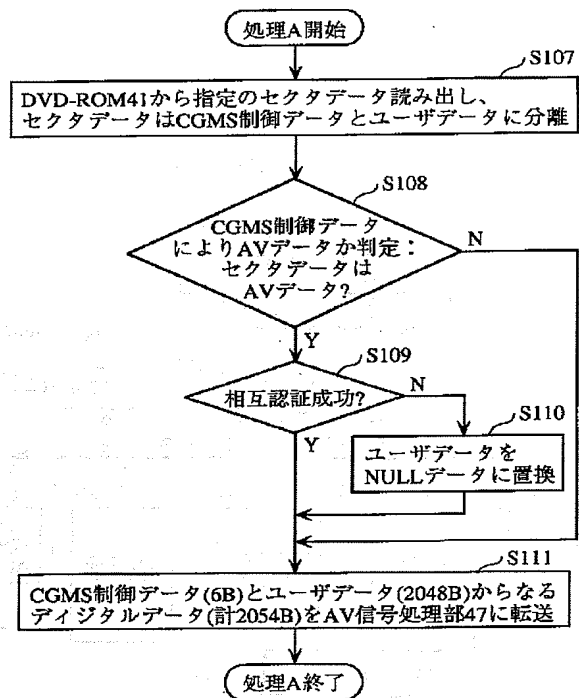 処理A開始
S107
DVD-ROM41から指定のセクタデータ読み出し、
セクタデータはCGMS制御データとユーザデータに分離
S108
CGMS制御データ
によりAVデータか判定：
セクタデータは
AVデータ?
N
Y
S109
相互認証成功?
N
Y
S110
ユーザデータを
NULLデータに置換
S111
CGMS制御データ(6B)とユーザデータ(2048B)からなる
ディジタルデータ(計2054B)をAV信号処理部47に転送
処理A終了